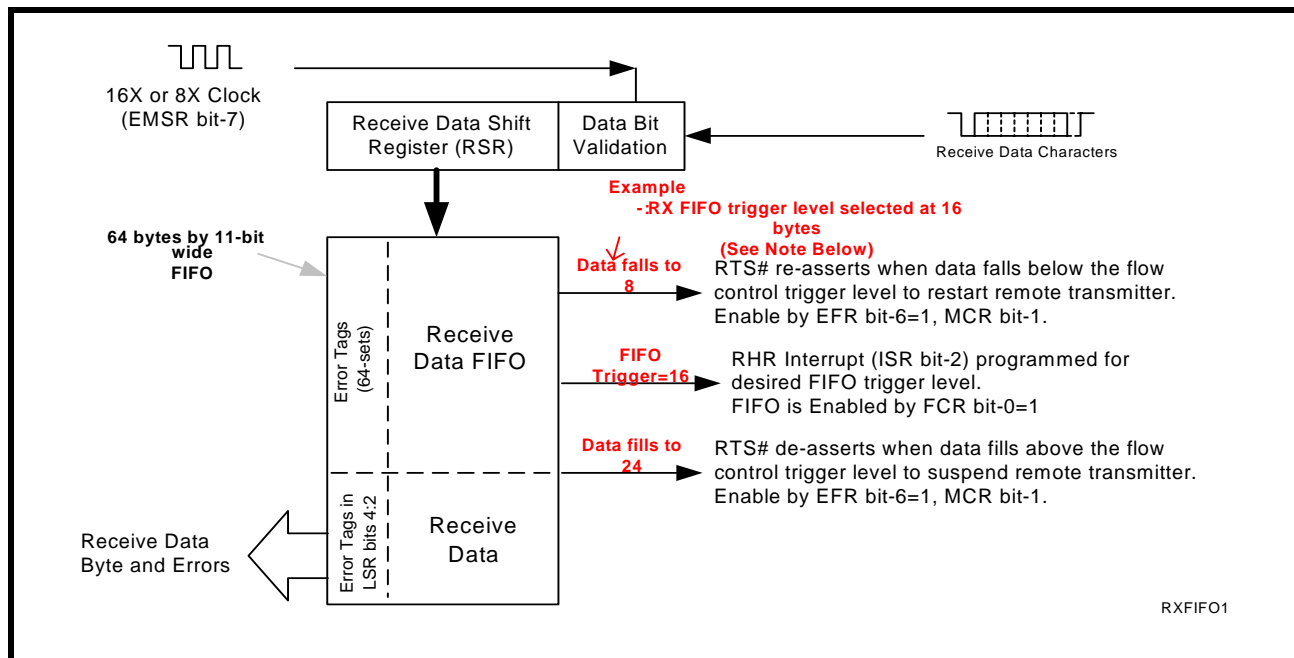 16X or 8X Clock
(EMSR bit-7)
Receive Data Shift
Register (RSR)
Data Bit
Validation
Receive Data Characters
Example
-:RX FIFO trigger level selected at 16
bytes
(See Note Below)
64 bytes by 11-bit
wide
FIFO
Data falls to
8
RTS# re-asserts when data falls below the flow
control trigger level to restart remote transmitter.
Enable by EFR bit-6=1, MCR bit-1.
Error Tags
(64-sets)
Receive
Data FIFO
FIFO
Trigger=16
RHR Interrupt (ISR bit-2) programmed for
desired FIFO trigger level.
FIFO is Enabled by FCR bit-0=1
Data fills to
24
RTS# de-asserts when data fills above the flow
control trigger level to suspend remote transmitter.
Enable by EFR bit-6=1, MCR bit-1.
Error Tags in
LSR bits 4:2
Receive
Data
Receive Data
Byte and Errors
RXFIFO1